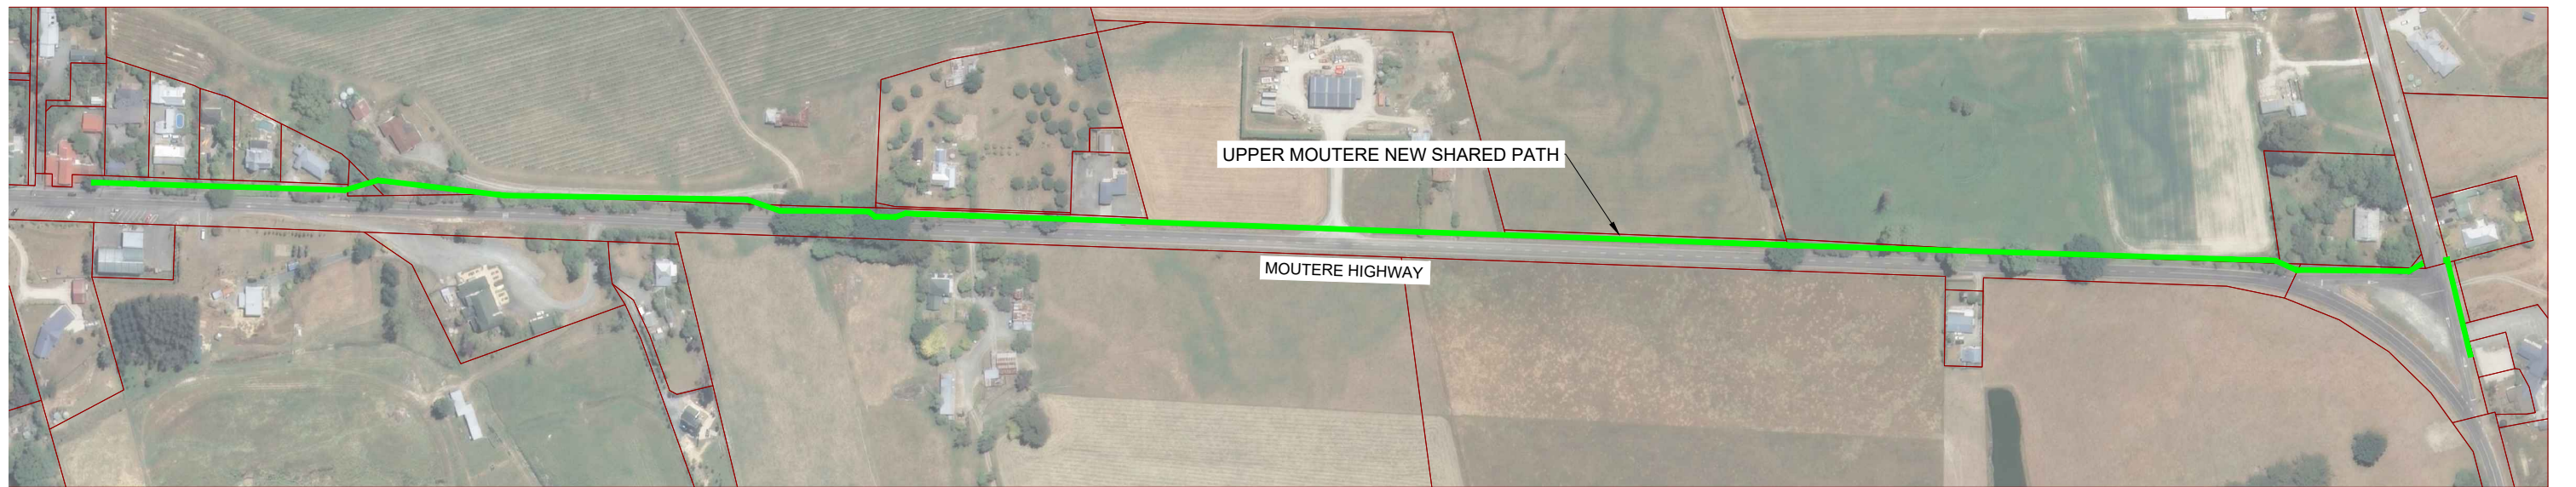 UPPER MOUTERE NEW SHARED PATH
MOUTERE HIGHWAY